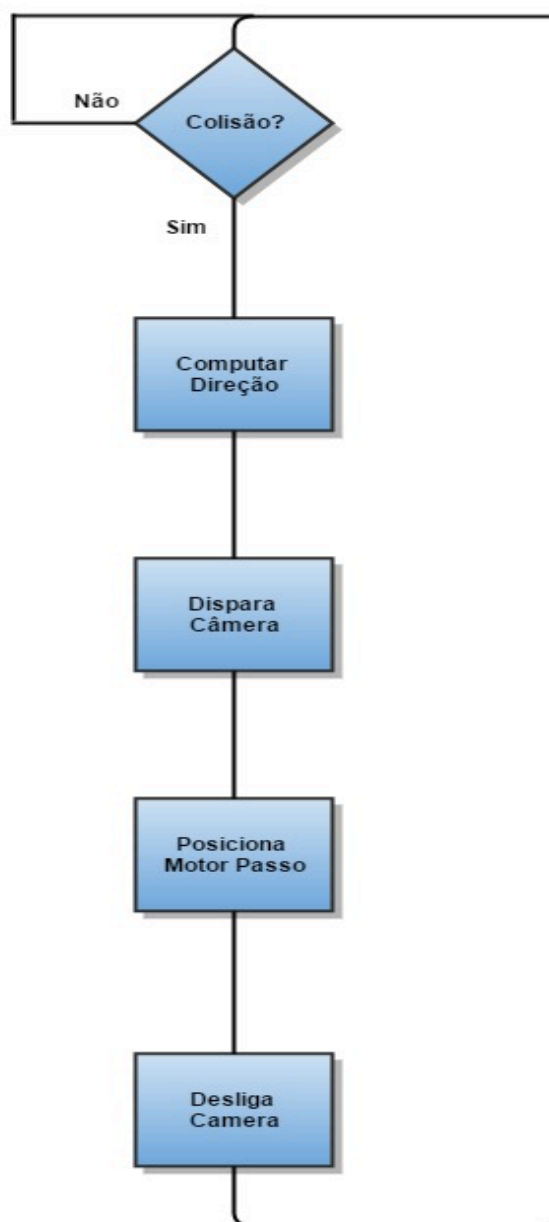 Não
Colisão?
Sim
Computar
Direção
Dispara
Câmera
Posiciona
Motor Passo
Desliga
Camera